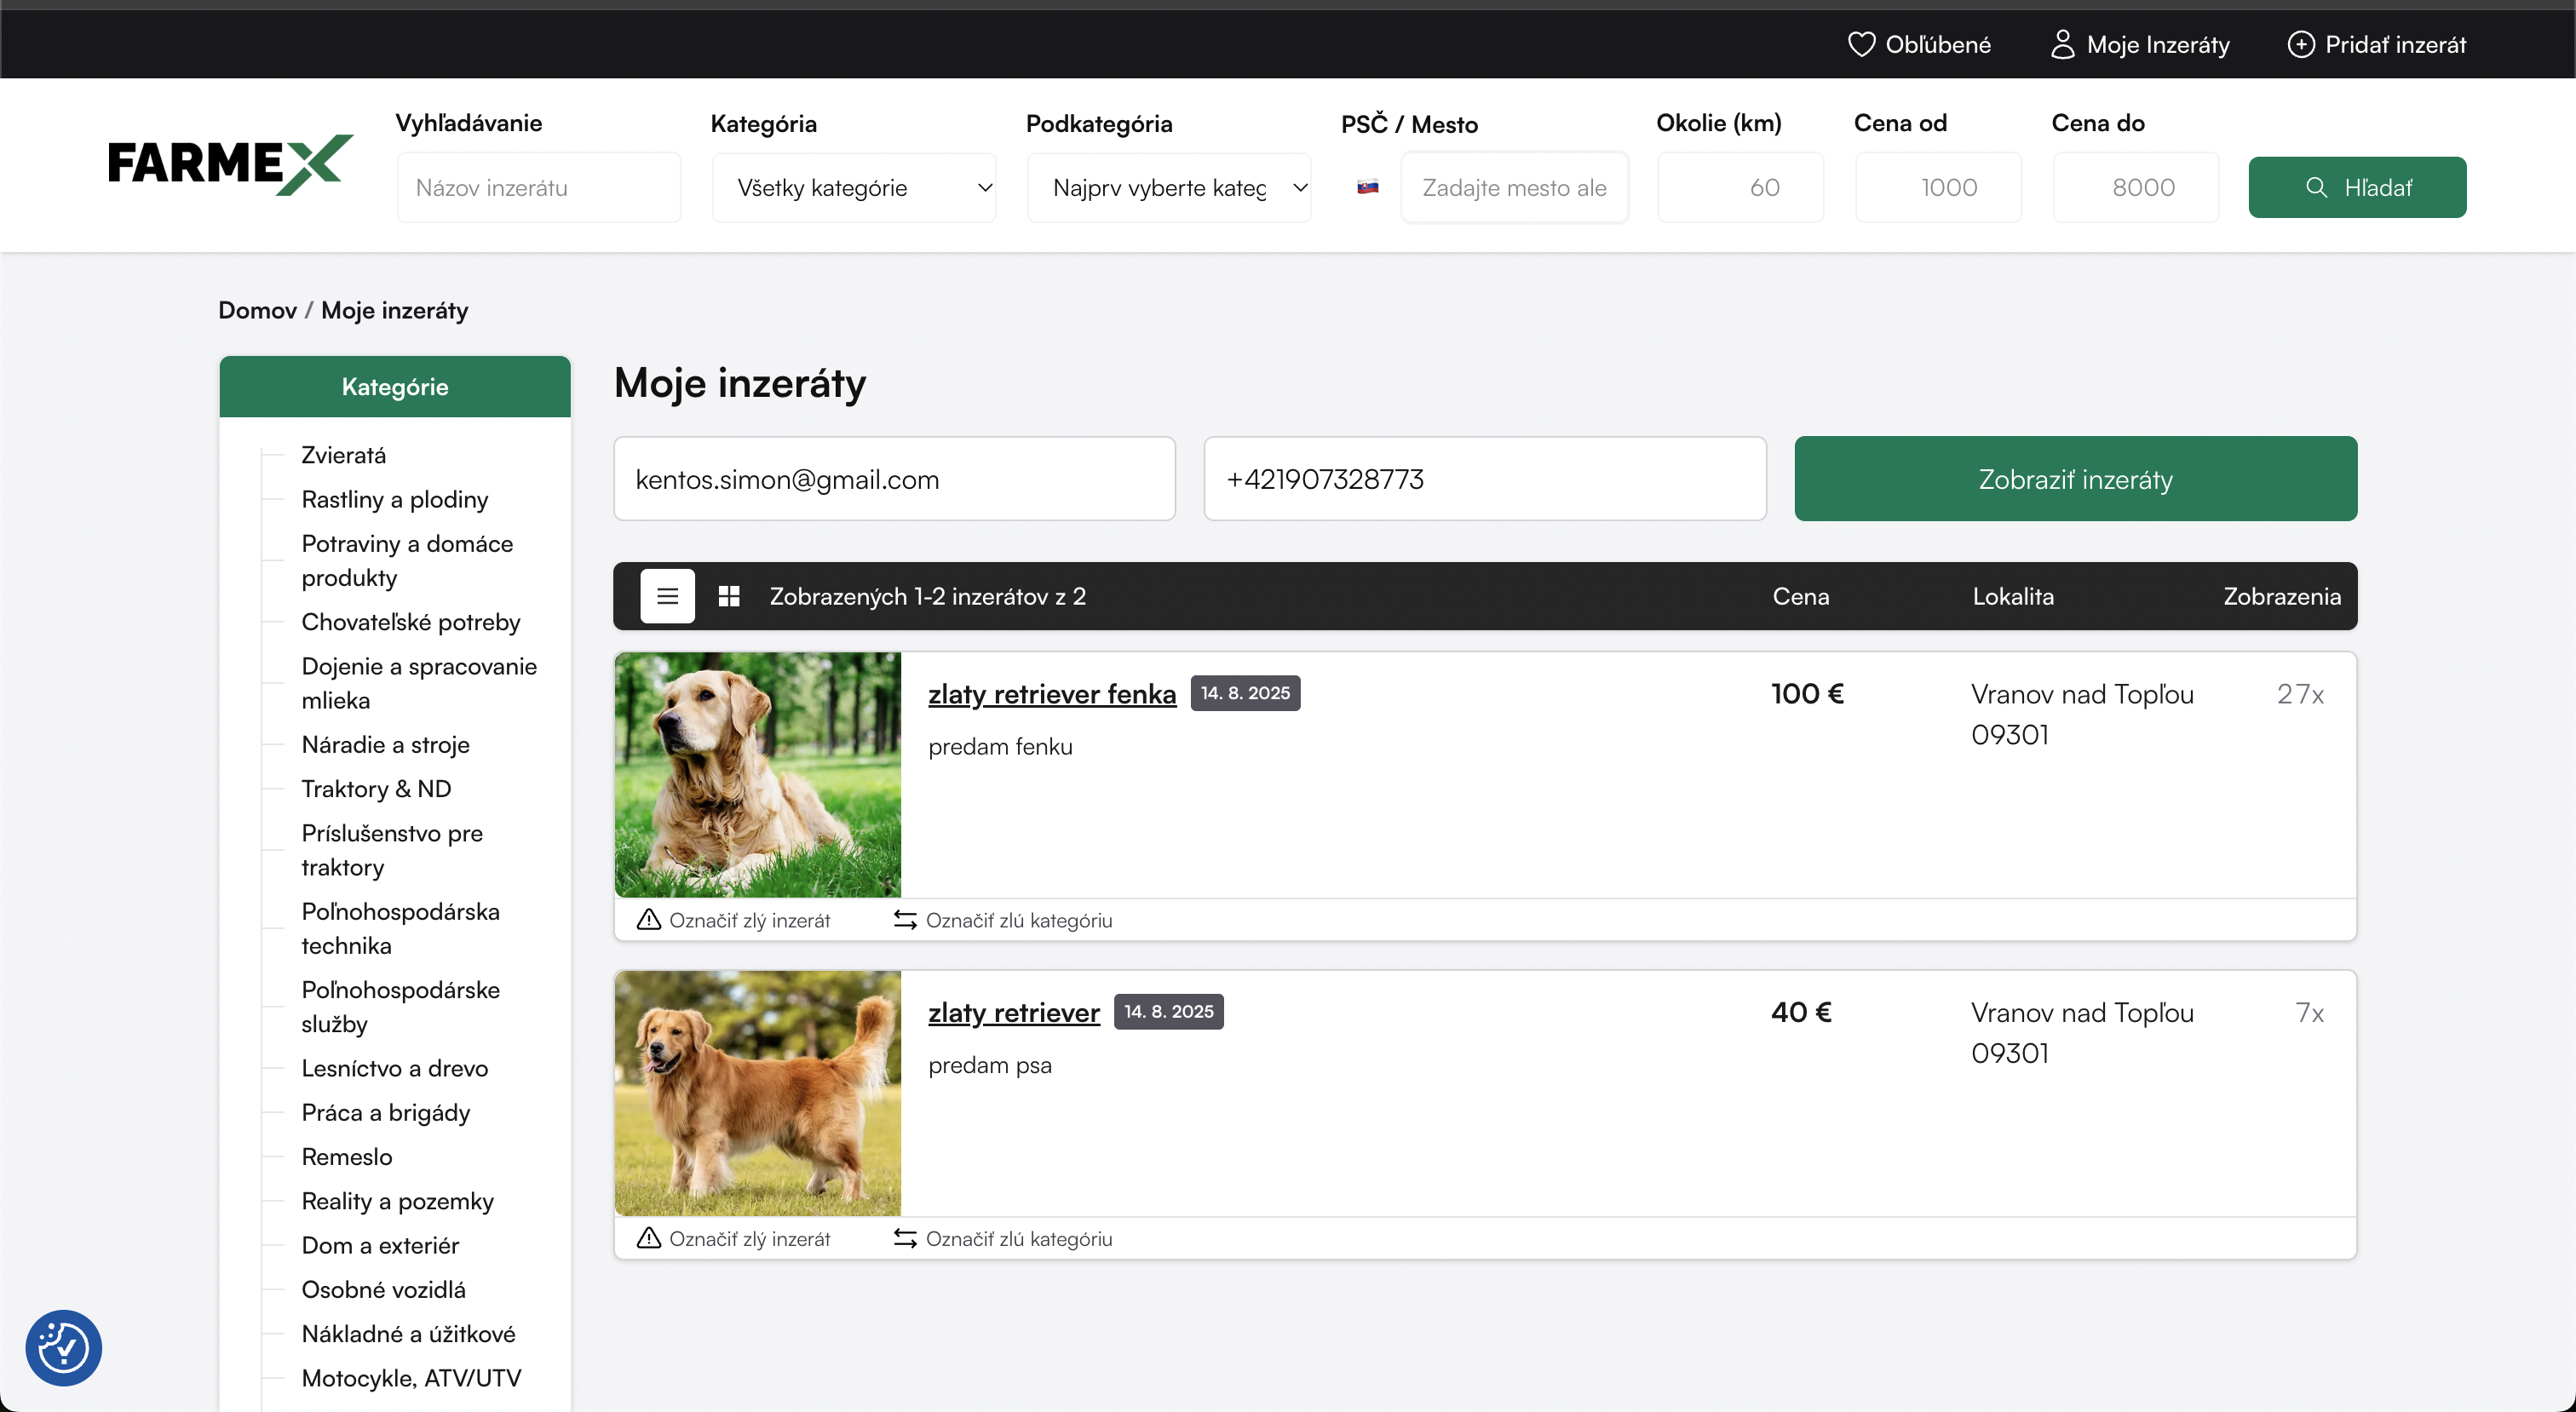 Obľúbené
Moje Inzeráty
Pridať inzerát
FARMEX
Vyhľadávanie
Názov inzerátu
Kategória
Všetky kategórie
Podkategória
Najprv vyberte kateg
PSČ / Mesto
Zadajte mesto ale
Okolie (km)
60
Cena od
1000
Cena do
8000
Hľadať
Domov / Moje inzeráty
Kategórie
Zvieratá
Rastliny a plodiny
Potraviny a domáce
produkty
Chovateľské potreby
Dojenie a spracovanie
mlieka
Náradie a stroje
Traktory & ND
Príslušenstvo pre
traktory
Poľnohospodárska
technika
Poľnohospodárske
služby
Lesníctvo a drevo
Práca a brigády
Remeslo
Reality a pozemky
Dom a exteriér
Osobné vozidlá
Nákladné a úžitkové
Motocykle, ATV/UTV
Moje inzeráty
kentos.simon@gmail.com
+421907328773
Zobraziť inzeráty
Zobrazených 1-2 inzerátov z 2
Cena
Lokalita
Zobrazenia
zlaty retriever fenka 14. 8. 2025
predam fenku
100 €
Vranov nad Topľou
09301
27x
Označiť zlý inzerát
Označiť zlú kategóriu
zlaty retriever 14. 8. 2025
predam psa
40 €
Vranov nad Topľou
09301
7x
Označiť zlý inzerát
Označiť zlú kategóriu